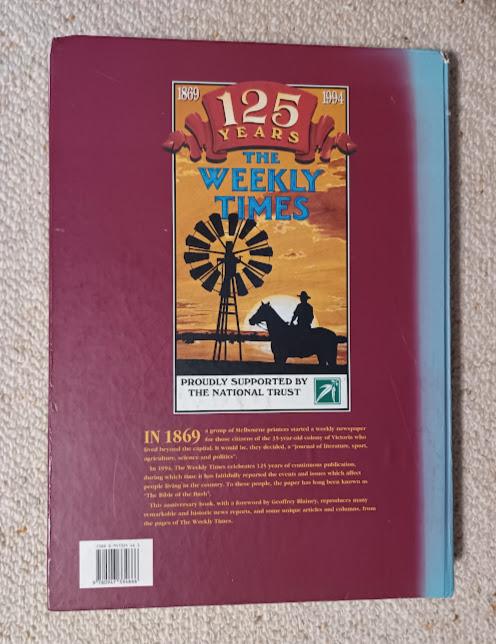 1869
125
1994
YEARS
THE
WEEKLY
TIMES
PROUDLY SUPPORTED BY
THE NATIONAL TRUST
IN 1869 a group of Melbourne printers started a weekly newspaper
for those citizens of the 35-year-old colony of Victoria who
lived beyond the capital. It would be, they decided, a "journal of literature, sport,
agriculture, science and politics".
In 1994, The Weekly Times celebrates 125 years of continuous publication,
during which time it has faithfully reported the events and issues which affect
people living in the country. To these people, the paper has long been known as
"The Bible of the Bush".
This anniversary book, with a foreword by Geoffrey Blainey, reproduces many
remarkable and historic news reports, and some unique articles and columns, from
the pages of The Weekly Times.
ISBN